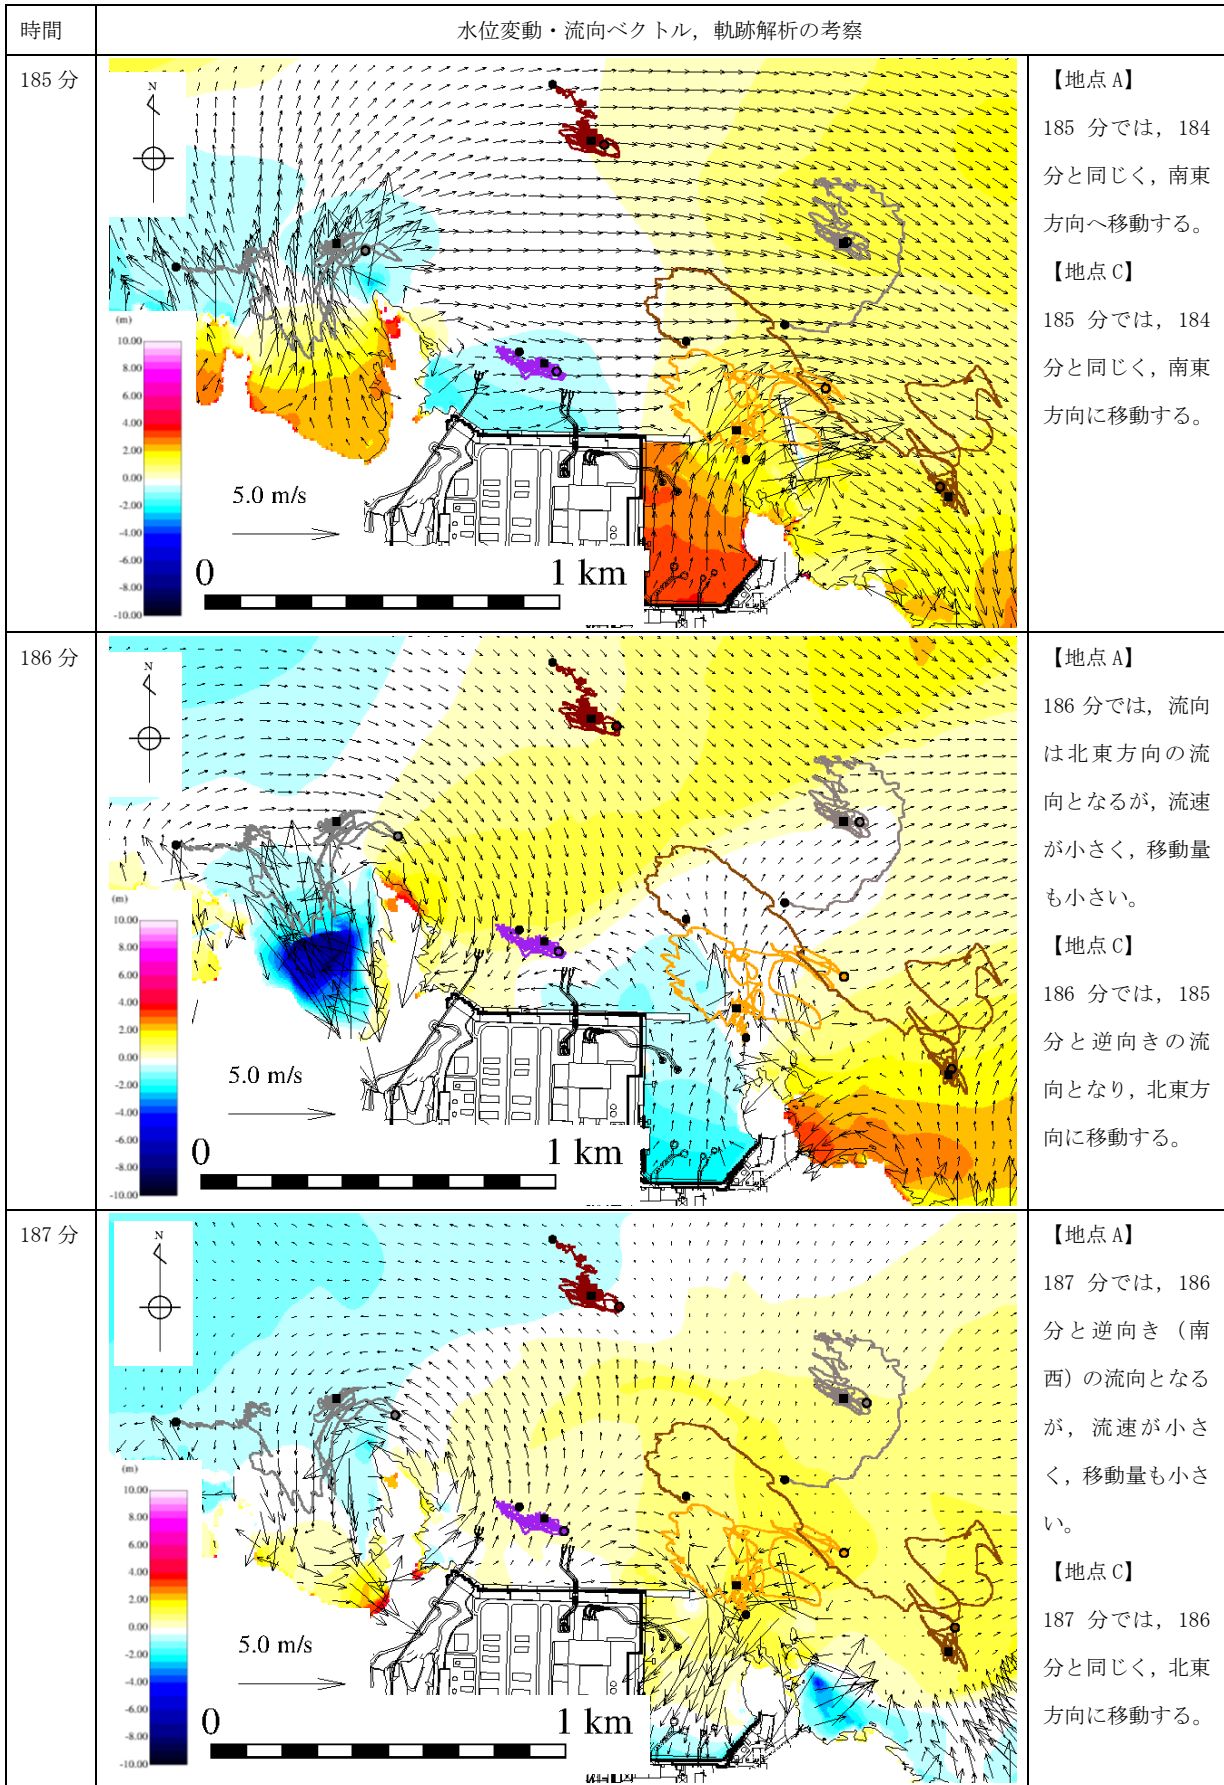 時間
水位変動・流向ベクトル，軌跡解析の考察
185 分
N
(m)
10.00
8.00
6.00
4.00
2.00
0.00
-2.00
-4.00
-6.00
-8.00
-10.00
5.0 m/s
0
1 km
【地点 A】
185 分では，184
分と同じく，南東
方向へ移動する。
【地点 C】
185 分では，184
分と同じく，南東
方向に移動する。
186 分
N
(m)
10.00
8.00
6.00
4.00
2.00
0.00
-2.00
-4.00
-6.00
-8.00
-10.00
5.0 m/s
0
1 km
【地点 A】
186 分では，流向
は北東方向の流
向となるが，流速
が小さく，移動量
も小さい。
【地点 C】
186 分では，185
分と逆向きの流
向となり，北東方
向に移動する。
187 分
N
(m)
10.00
8.00
6.00
4.00
2.00
0.00
-2.00
-4.00
-6.00
-8.00
-10.00
5.0 m/s
0
1 km
【地点 A】
187 分では，186
分と逆向き（南
西）の流向となる
が，流速が小さ
く，移動量も小さ
い。
【地点 C】
187 分では，186
分と同じく，北東
方向に移動する。